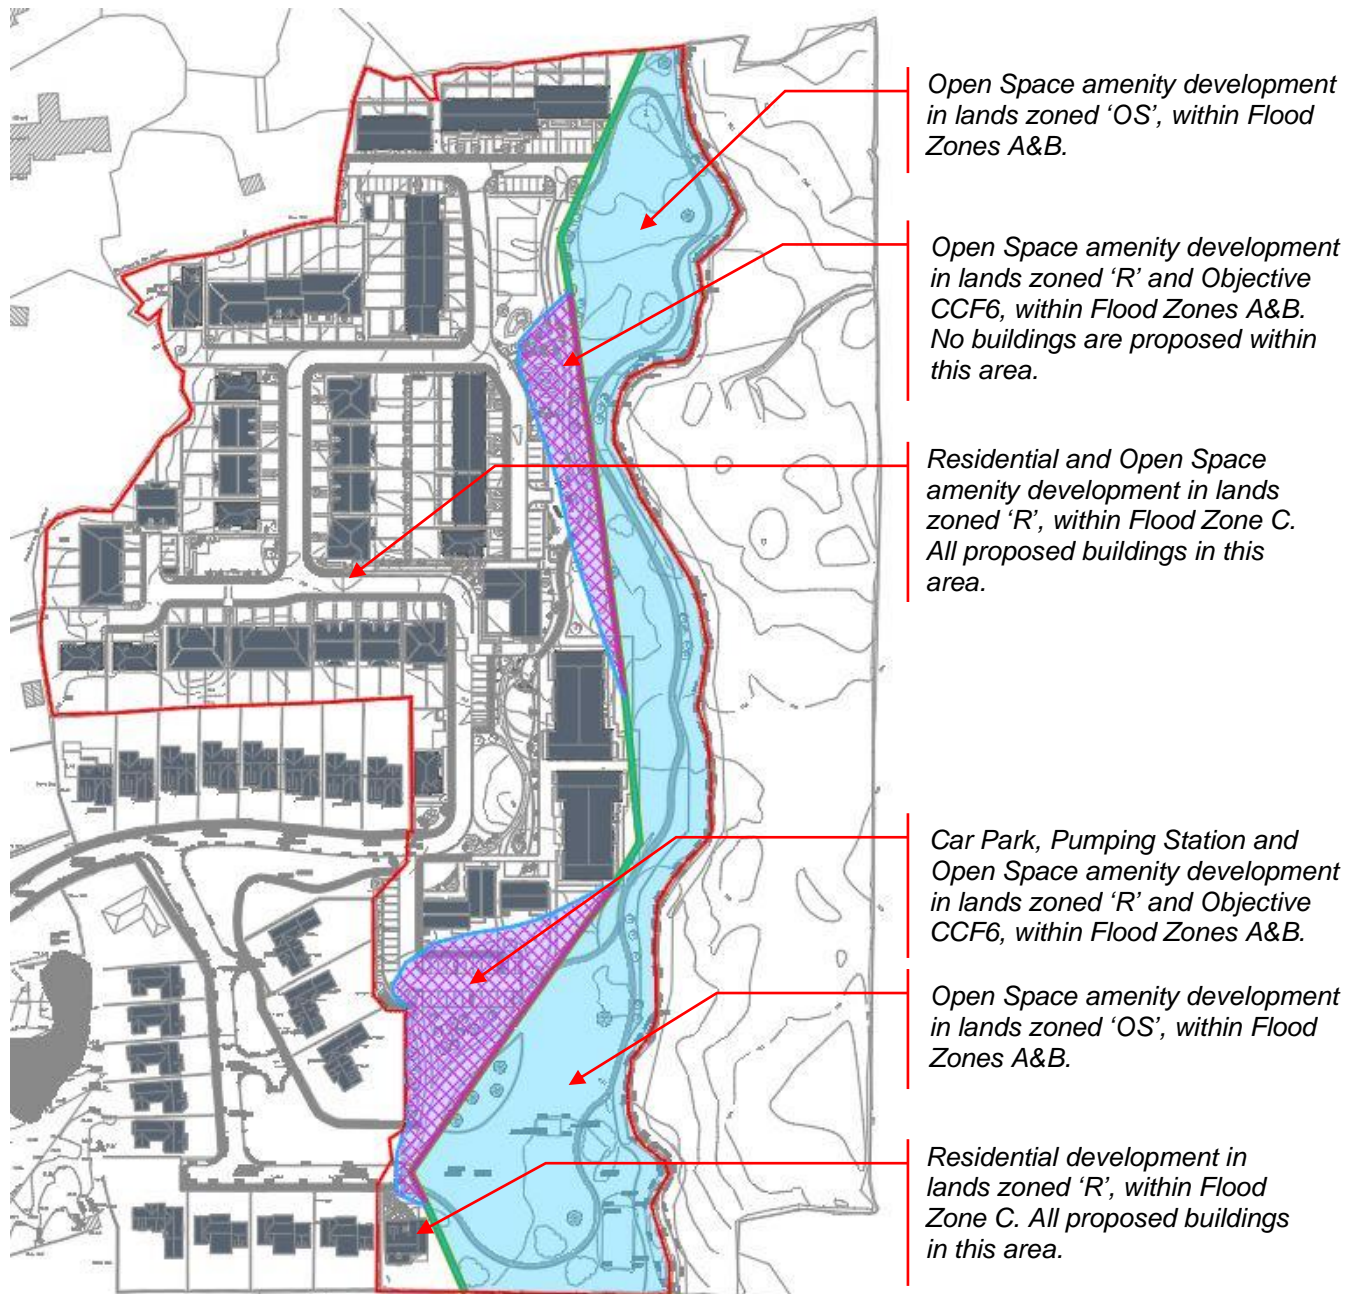 Open Space amenity development
in lands zoned ‘OS’, within Flood
Zones A&B.
Open Space amenity development
in lands zoned ‘R’ and Objective
CCF6, within Flood Zones A&B.
No buildings are proposed within
this area.
Residential and Open Space
amenity development in lands
zoned ‘R’, within Flood Zone C.
All proposed buildings in this
area.
Car Park, Pumping Station and
Open Space amenity development
in lands zoned ‘R’ and Objective
CCF6, within Flood Zones A&B.
Open Space amenity development
in lands zoned ‘OS’, within Flood
Zones A&B.
Residential development in
lands zoned ‘R’, within Flood
Zone C. All proposed buildings
in this area.